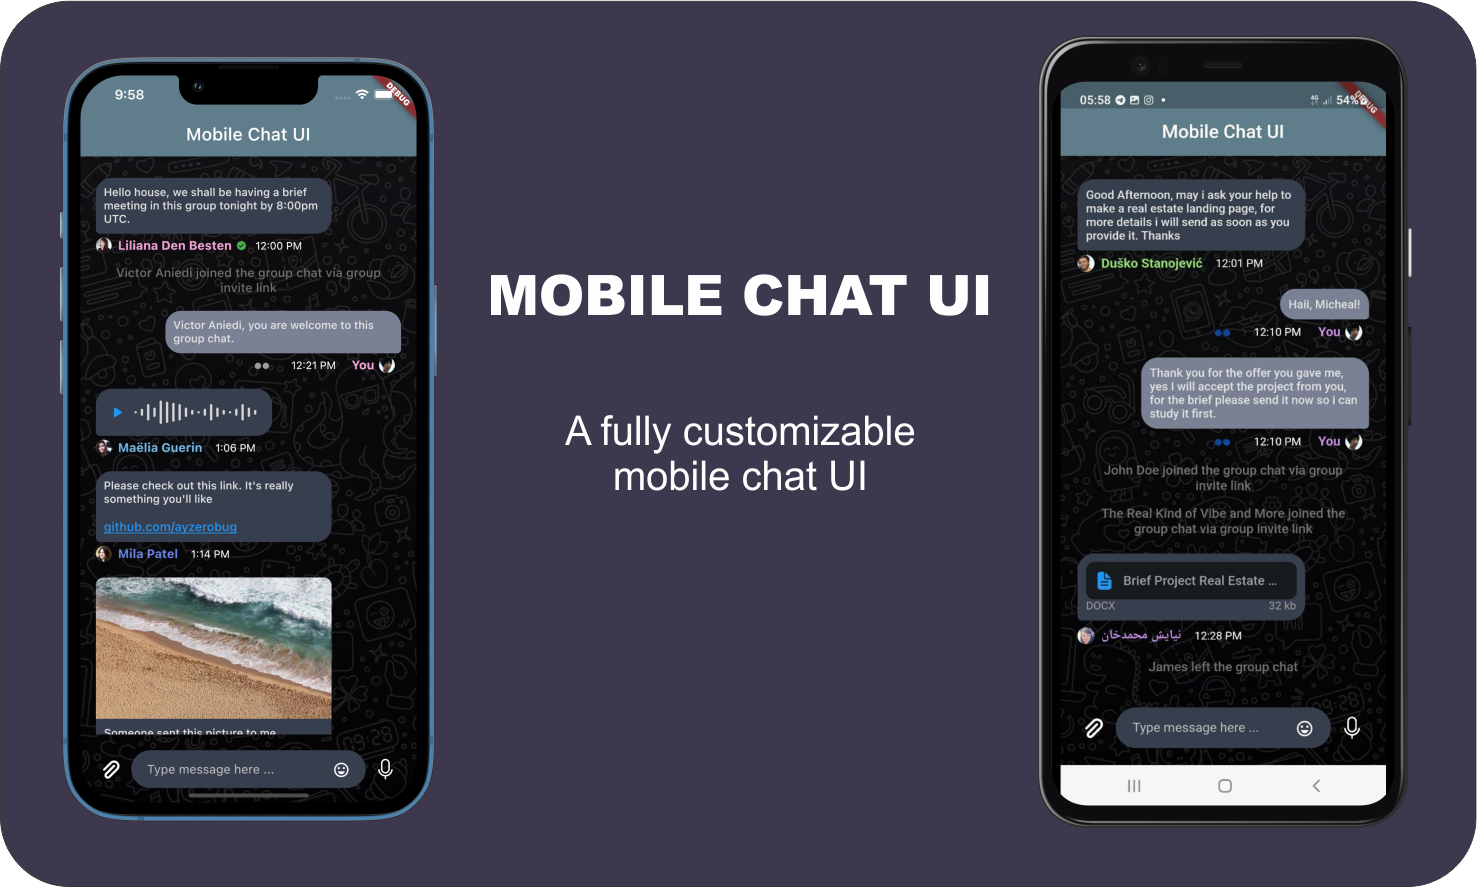 9:58
DEBUG
Mobile Chat UI
Hello house, we shall be having a brief
meeting in this group tonight by 8:00pm
UTC.
Liliana Den Besten 12:00 PM
Victor Aniedi joined the group chat via group
invite link
Victor Aniedi, you are welcome to this
group chat.
12:21 PM You
Maëlia Guerin 1:06 PM
Please check out this link. It's really
something you'll like
github.com/ayzerobug
Mila Patel 1:14 PM
Someone sent this picture to me
Type message here ...
MOBILE CHAT UI
A fully customizable
mobile chat UI
05:58 4G 54%
DEBUG
Mobile Chat UI
Good Afternoon, may i ask your help to
make a real estate landing page, for
more details i will send as soon as you
provide it. Thanks
Duško Stanojević 12:01 PM
Haii, Micheal!
12:10 PM You
Thank you for the offer you gave me,
yes I will accept the project from you,
for the brief please send it now so i can
study it first.
12:10 PM You
John Doe joined the group chat via group
invite link
The Real Kind of Vibe and More joined the
group chat via group invite link
Brief Project Real Estate ...
DOCX 32 kb
نیایش محمدخان 12:28 PM
James left the group chat
Type message here ...